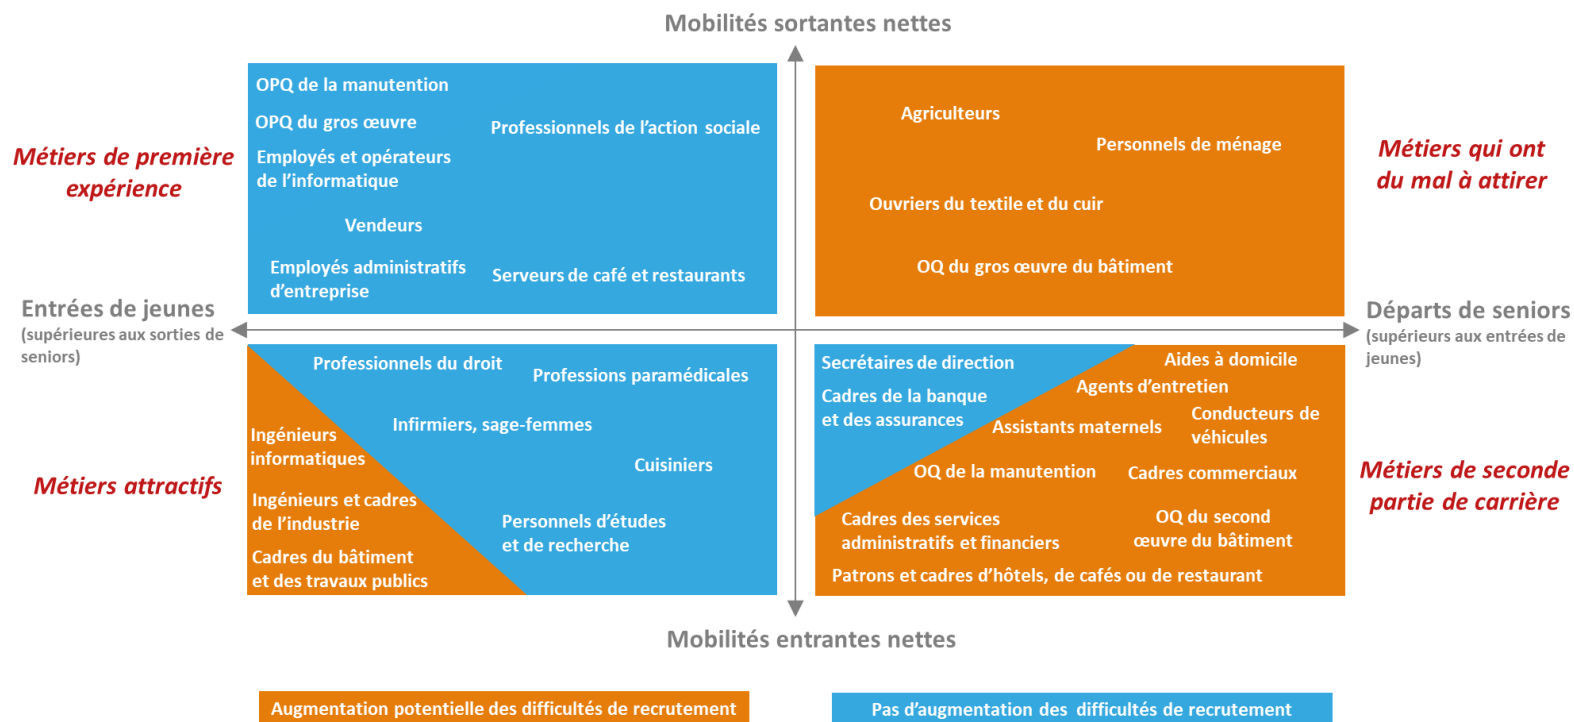 Mobilités sortantes nettes
OPQ de la manutention
OPQ du gros œuvre
Professionnels de l'action sociale
Employés et opérateurs
de l'informatique
Vendeurs
Employés administratifs
d'entreprise
Serveurs de café et restaurants
Métiers de première
expérience
Agriculteurs
Personnels de ménage
Ouvriers du textile et du cuir
OQ du gros œuvre du bâtiment
Métiers qui ont
du mal à attirer
Entrées de jeunes
(supérieures aux sorties de
seniors)
Départs de seniors
(supérieurs aux entrées de
jeunes)
Métiers attractifs
Professionnels du droit
Professions paramédicales
Infirmiers, sage-femmes
Ingénieurs
informatiques
Cuisiniers
Ingénieurs et cadres
de l'industrie
Personnels d'études
et de recherche
Cadres du bâtiment
et des travaux publics
Secrétaires de direction
Aides à domicile
Cadres de la banque
et des assurances
Agents d'entretien
Assistants maternels
Conducteurs de
véhicules
OQ de la manutention
Cadres commerciaux
Cadres des services
administratifs et financiers
OQ du second
œuvre du bâtiment
Patrons et cadres d'hôtels, de cafés ou de restaurant
Métiers de seconde
partie de carrière
Mobilités entrantes nettes
Augmentation potentielle des difficultés de recrutement
Pas d'augmentation des difficultés de recrutement